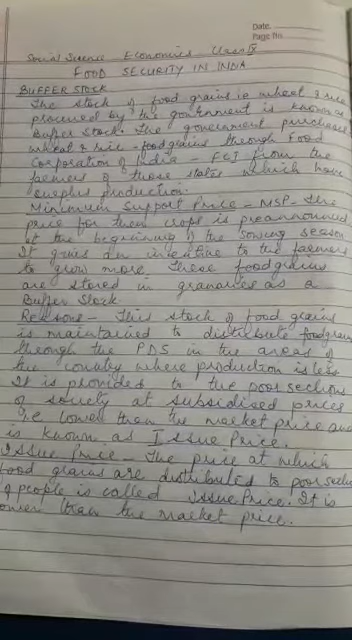 Date.
Page No.
Social Science Economics Class IX
FOOD SECURITY IN INDIA
BUFFER STOCK
The stock of food grains ie wheat & rice
procured by the government is known as
Buffer Stock. The government purchases
wheat & rice - foodgrains through Food
Corporation of India - FCI from the
farmers of those states which have
surplus production.
Minimum Support Price - MSP - The
price for their crops is preannounced
at the beginning of the sowing season
It gives an incentive to the farmers
to grow more. These foodgrains
are stored in granaries as a
Buffer Stock
Reasons - This stock of food grains
is maintained to distribute foodgrain
through the PDS in the areas of
the country where production is less
It is provided to the poor sections
of society at subsidised prices
i.e lower than the market price and
is known as Issue Price.
Issue Price - The price at which
food grains are distributed to poor secti
of people is called Issue Price. It is
ower than the market price.